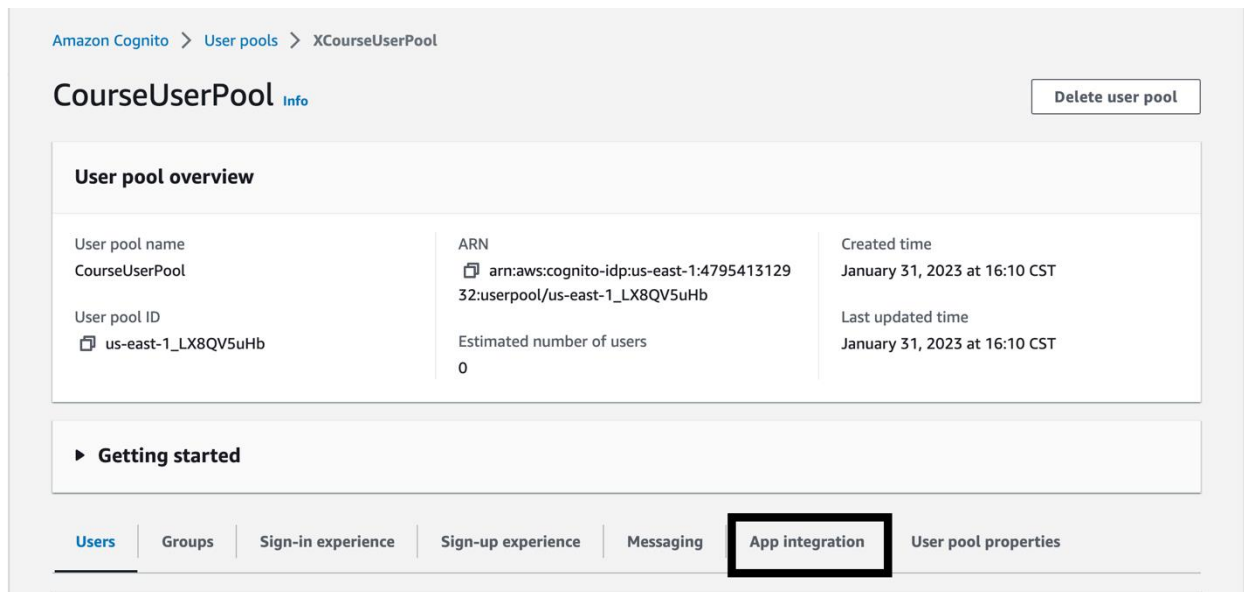 Amazon Cognito > User pools > XCourseUserPool
CourseUserPool Info
Delete user pool
User pool overview
User pool name
CourseUserPool
User pool ID
us-east-1_LX8QV5uHb
ARN
arn:aws:cognito-idp:us-east-1:4795413129
32:userpool/us-east-1_LX8QV5uHb
Estimated number of users
0
Created time
January 31, 2023 at 16:10 CST
Last updated time
January 31, 2023 at 16:10 CST
Getting started
Users
Groups
Sign-in experience
Sign-up experience
Messaging
App integration
User pool properties